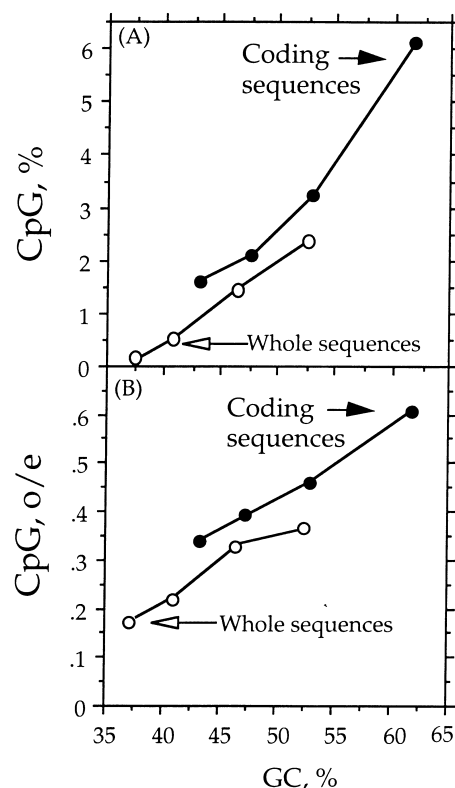 (A)
Coding
sequences
CpG, %
6
5
4
3
2
1
0
Whole sequences
(B)
Coding
sequences
CpG, o/e
.6
.5
.4
.3
.2
.1
0
Whole sequences
35 40 45 50 55 60 65
GC, %